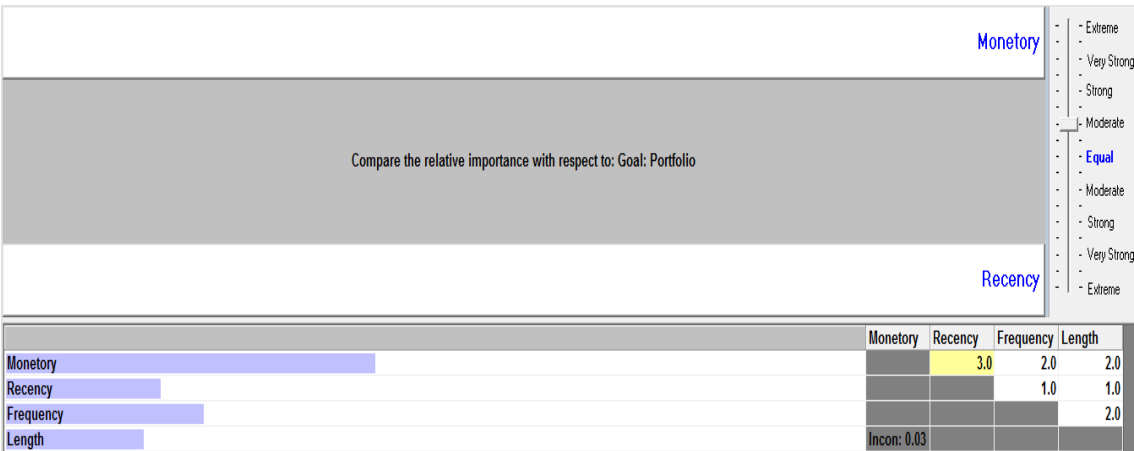 Monetory
Compare the relative importance with respect to: Goal: Portfolio
Recency
Extreme
Very Strong
Strong
Moderate
Equal
Moderate
Strong
Very Strong
Extreme
Monetory Recency Frequency Length
Monetory 3.0 2.0 2.0
Recency 1.0 1.0
Frequency 2.0
Length Incon: 0.03